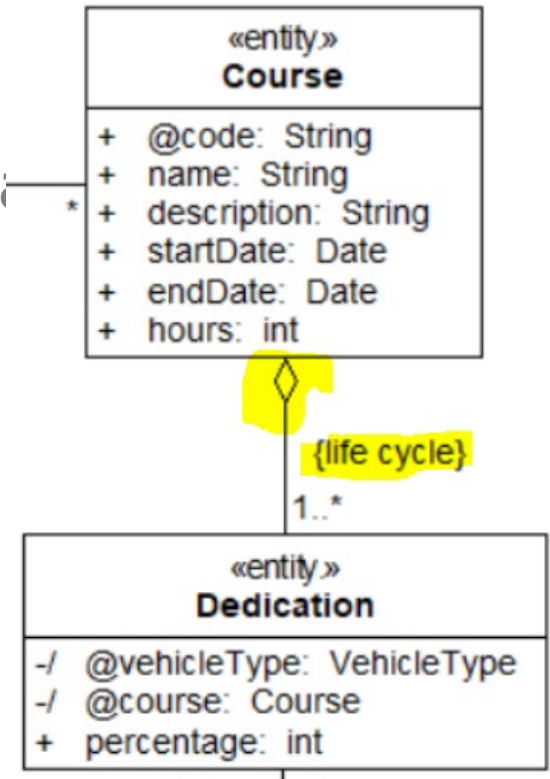 «entity»
Course
+ @code: String
+ name: String
* + description: String
+ startDate: Date
+ endDate: Date
+ hours: int
{life cycle}
1..*
«entity»
Dedication
-/ @vehicleType: VehicleType
-/ @course: Course
+ percentage: int